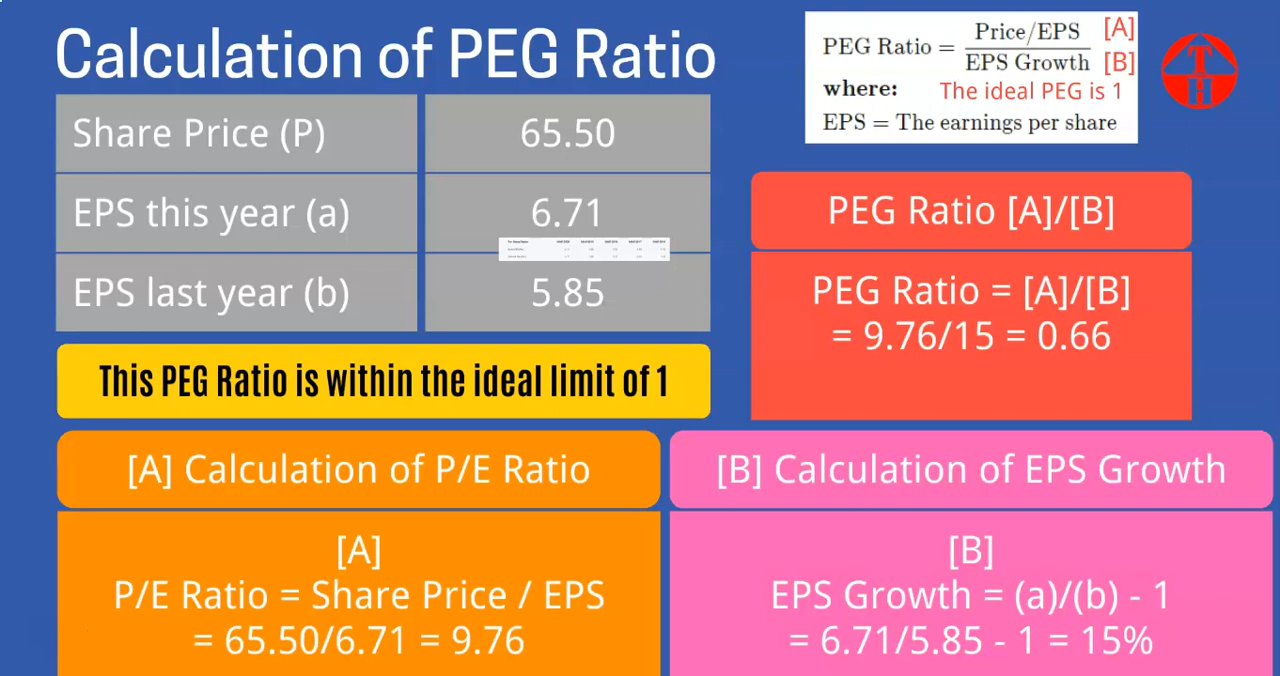 Calculation of PEG Ratio
PEG Ratio = Price/EPS [A]
EPS Growth [B]
where: The ideal PEG is 1
EPS = The earnings per share
TH
Share Price (P) 65.50
EPS this year (a) 6.71
EPS last year (b) 5.85
This PEG Ratio is within the ideal limit of 1
PEG Ratio [A]/[B]
PEG Ratio = [A]/[B]
= 9.76/15 = 0.66
[A] Calculation of P/E Ratio
[A]
P/E Ratio = Share Price / EPS
= 65.50/6.71 = 9.76
[B] Calculation of EPS Growth
[B]
EPS Growth = (a)/(b) - 1
= 6.71/5.85 - 1 = 15%